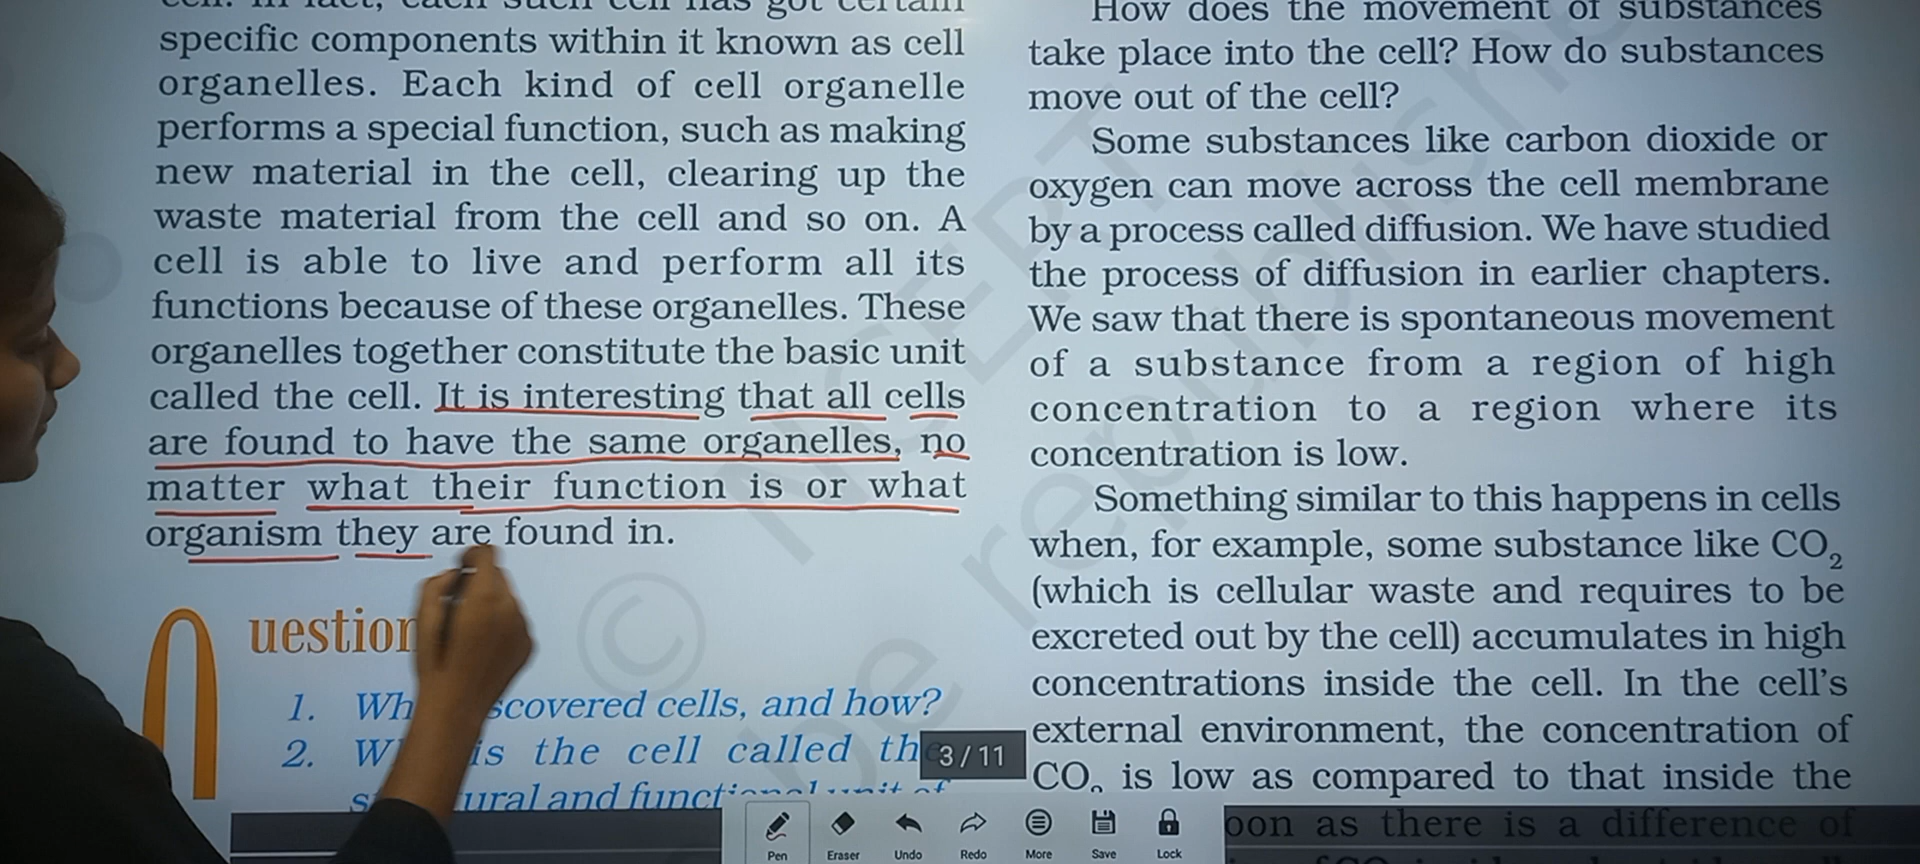 specific components within it known as cell
organelles. Each kind of cell organelle
performs a special function, such as making
new material in the cell, clearing up the
waste material from the cell and so on. A
cell is able to live and perform all its
functions because of these organelles. These
organelles together constitute the basic unit
called the cell. It is interesting that all cells
are found to have the same organelles, no
matter what their function is or what
organism they are found in.
uestion
1. Wh scovered cells, and how?
2. W is the cell called the
ural and functional unit of
How does the movement of substances
take place into the cell? How do substances
move out of the cell?
Some substances like carbon dioxide or
oxygen can move across the cell membrane
by a process called diffusion. We have studied
the process of diffusion in earlier chapters.
We saw that there is spontaneous movement
of a substance from a region of high
concentration to a region where its
concentration is low.
Something similar to this happens in cells
when, for example, some substance like CO₂
(which is cellular waste and requires to be
excreted out by the cell) accumulates in high
concentrations inside the cell. In the cell's
external environment, the concentration of
CO₂ is low as compared to that inside the
oon as there is a difference of
3 / 11
Pen Eraser Undo Redo More Save Lock
© NCERT
be republish